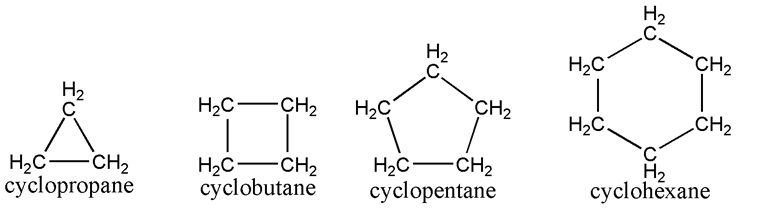 H2
C
H2C
CH2
cyclopropane
H2C
CH2
H2C
CH2
cyclobutane
H2
C
H2C
CH2
H2C
CH2
cyclopentane
H2
C
H2C
CH2
H2C
CH2
C
H2
cyclohexane